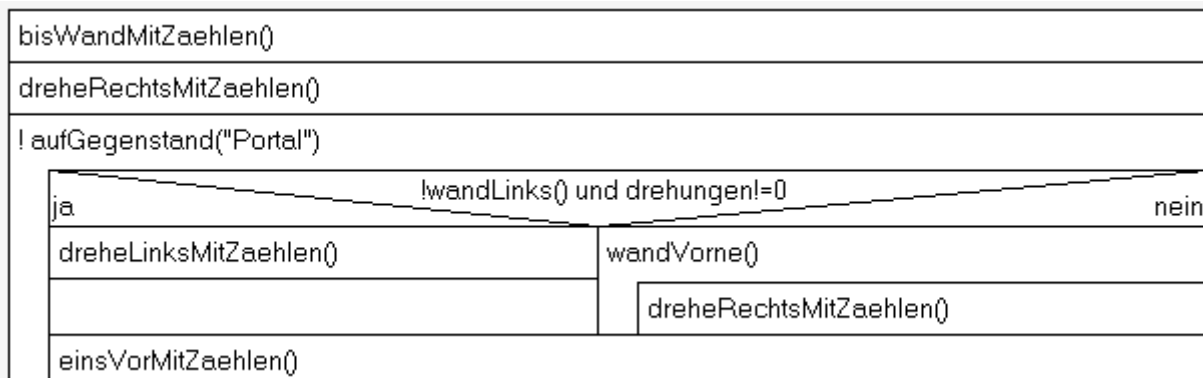 bisWandMitZaehlen()
dreheRechtsMitZaehlen()
! aufGegenstand("Portal")
!wandLinks() und drehungen!=0
ja
nein
dreheLinksMitZaehlen()
wandVorne()
dreheRechtsMitZaehlen()
einsVorMitZaehlen()